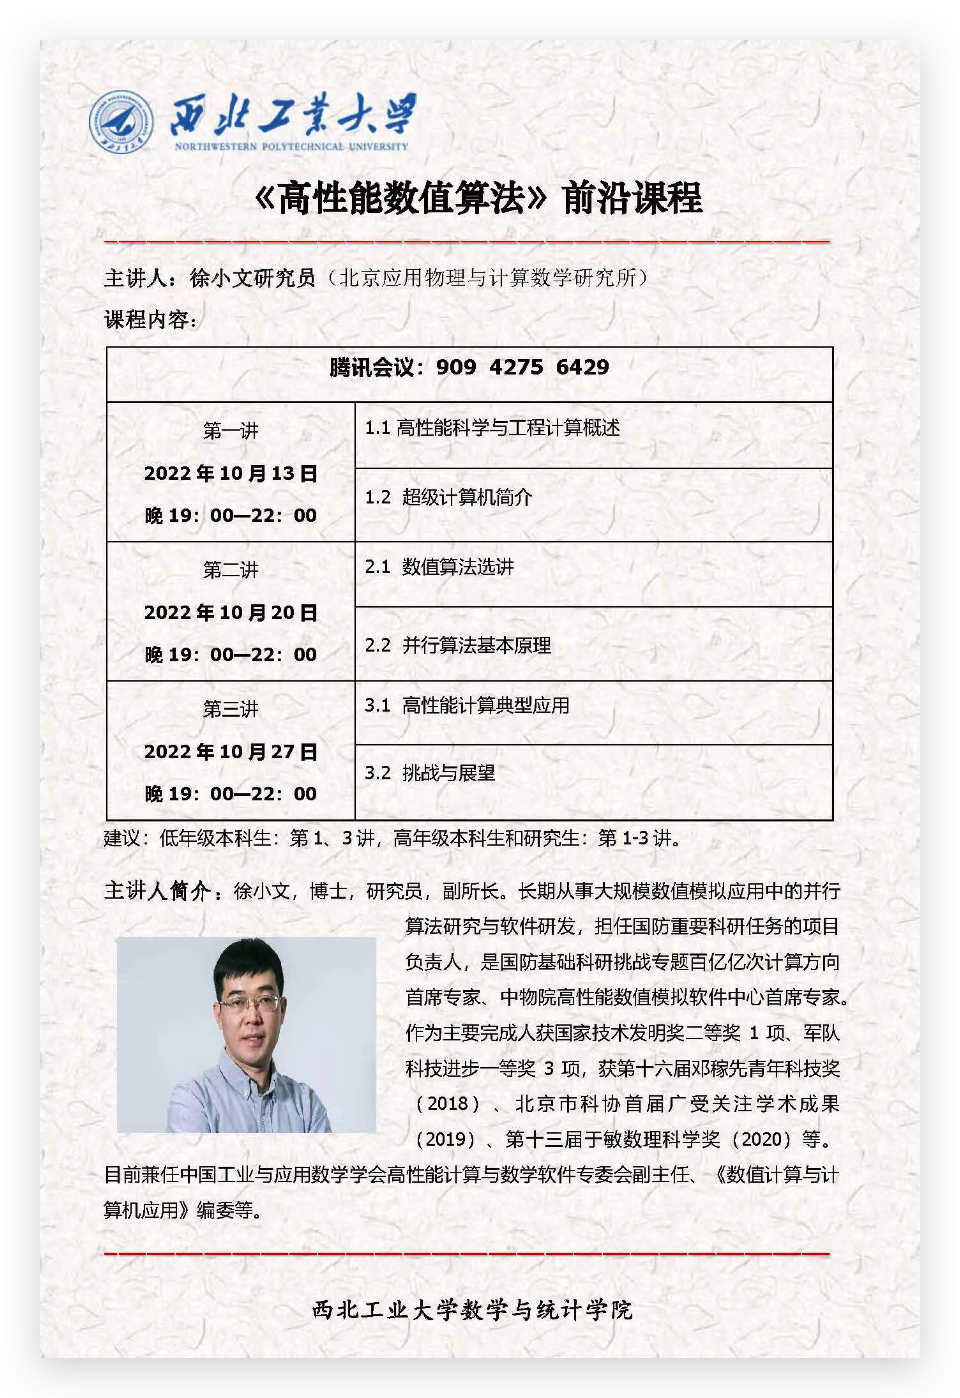 西北工业大学
NORTHWESTERN POLYTECHNICAL UNIVERSITY
《高性能数值算法》前沿课程
主讲人：徐小文研究员（北京应用物理与计算数学研究所）
课程内容：
腾讯会议：909 4275 6429
第一讲
2022 年 10 月 13 日
晚 19：00—22：00
1.1 高性能科学与工程计算概述
1.2 超级计算机简介
第二讲
2022 年 10 月 20 日
晚 19：00—22：00
2.1 数值算法选讲
2.2 并行算法基本原理
第三讲
2022 年 10 月 27 日
晚 19：00—22：00
3.1 高性能计算典型应用
3.2 挑战与展望
建议：低年级本科生：第 1、3 讲，高年级本科生和研究生：第 1-3 讲。
主讲人简介：徐小文，博士，研究员，副所长。长期从事大规模数值模拟应用中的并行
算法研究与软件研发，担任国防重要科研任务的项目
负责人，是国防基础科研挑战专题百亿亿次计算方向
首席专家、中物院高性能数值模拟软件中心首席专家。
作为主要完成人获国家技术发明奖二等奖 1 项、军队
科技进步一等奖 3 项，获第十六届邓稼先青年科技奖
（2018）、北京市科协首届广受关注学术成果
（2019）、第十三届于敏数理科学奖（2020）等。
目前兼任中国工业与应用数学学会高性能计算与数学软件专委会副主任、《数值计算与计
算机应用》编委等。
西北工业大学数学与统计学院